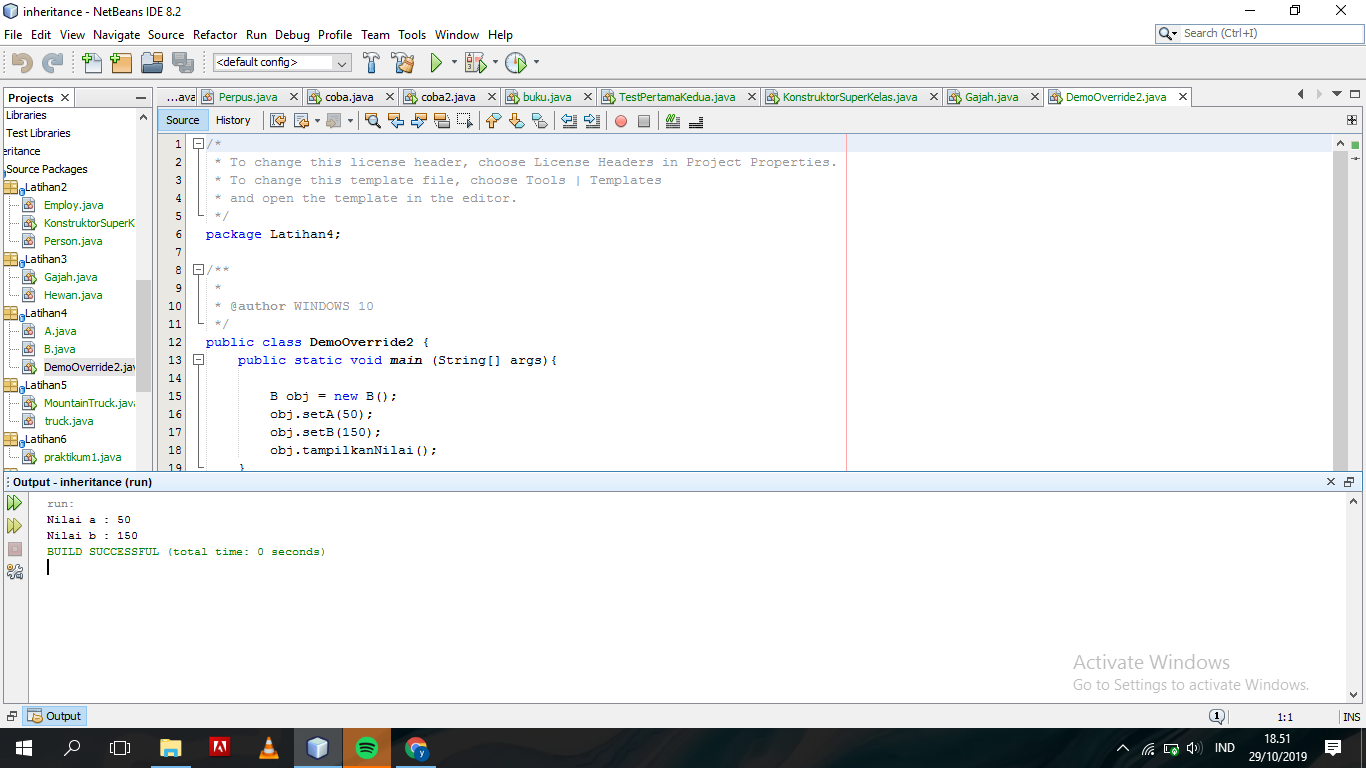 inheritance - NetBeans IDE 8.2
File Edit View Navigate Source Refactor Run Debug Profile Team Tools Window Help
Search (Ctrl+I)
<default config>
Projects
...ava Perpus.java coba.java coba2.java buku.java TestPertamaKedua.java KonstruktorSuperKelas.java Gajah.java DemoOverride2.java
Source History
Libraries
Test Libraries
eritance
Source Packages
Latihan2
Employ.java
KonstruktorSuperK
Person.java
Latihan3
Gajah.java
Hewan.java
Latihan4
A.java
B.java
DemoOverride2.jav
Latihan5
MountainTruck.java
truck.java
Latihan6
praktikum1.java
1 /*
2 * To change this license header, choose License Headers in Project Properties.
3 * To change this template file, choose Tools | Templates
4 * and open the template in the editor.
5 */
6 package Latihan4;
7
8 /**
9 *
10 * @author WINDOWS 10
11 */
12 public class DemoOverride2 {
13 public static void main (String[] args){
14
15 B obj = new B();
16 obj.setA(50);
17 obj.setB(150);
18 obj.tampilkanNilai();
19 }
Output - inheritance (run)
run:
Nilai a : 50
Nilai b : 150
BUILD SUCCESSFUL (total time: 0 seconds)
Activate Windows
Go to Settings to activate Windows.
Output
1
1:1
INS
IND
18.51
29/10/2019